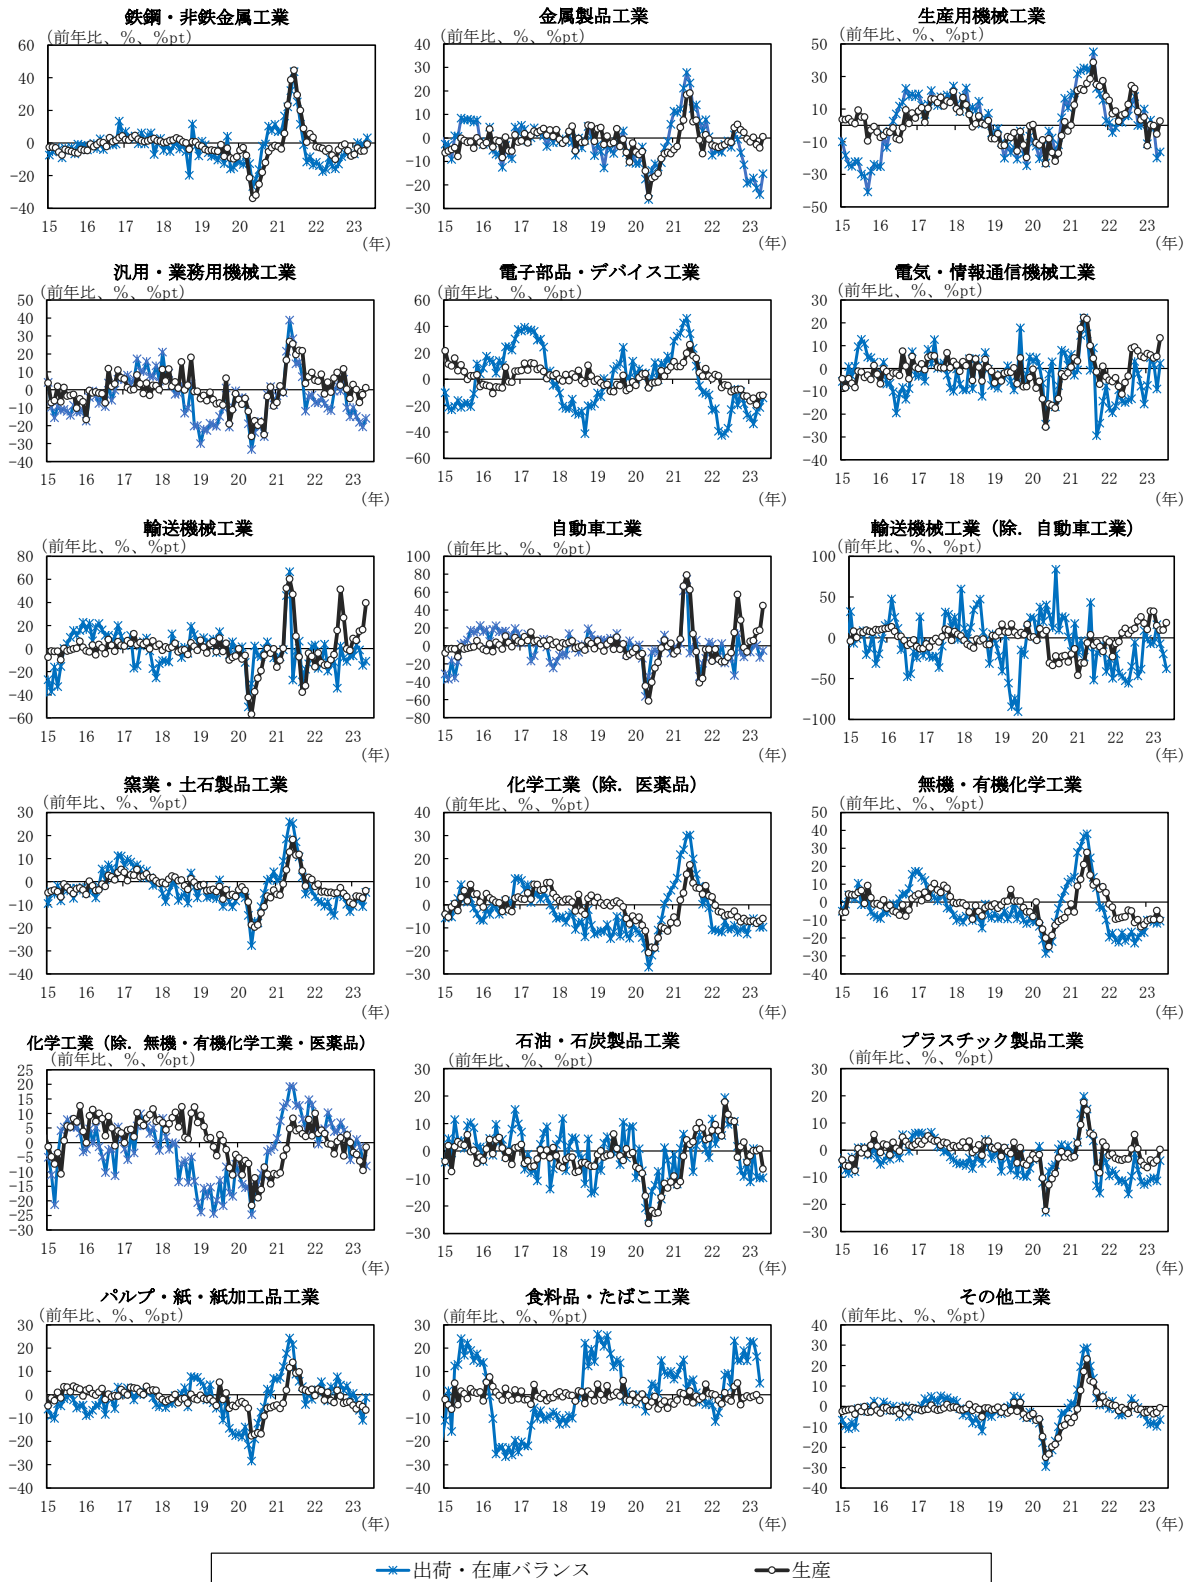 鉄鋼・非鉄金属工業
(前年比、%、%pt)
60
40
20
0
-20
-40
15 16 17 18 19 20 21 22 23
(年)
金属製品工業
(前年比、%、%pt)
40
30
20
10
0
-10
-20
-30
15 16 17 18 19 20 21 22 23
(年)
生産用機械工業
(前年比、%、%pt)
50
30
10
-10
-30
-50
15 16 17 18 19 20 21 22 23
(年)
汎用・業務用機械工業
(前年比、%、%pt)
50
40
30
20
10
0
-10
-20
-30
-40
15 16 17 18 19 20 21 22 23
(年)
電子部品・デバイス工業
(前年比、%、%pt)
60
40
20
0
-20
-40
-60
15 16 17 18 19 20 21 22 23
(年)
電気・情報通信機械工業
(前年比、%、%pt)
30
20
10
0
-10
-20
-30
-40
15 16 17 18 19 20 21 22 23
(年)
輸送機械工業
(前年比、%、%pt)
80
60
40
20
0
-20
-40
-60
15 16 17 18 19 20 21 22 23
(年)
自動車工業
(前年比、%、%pt)
100
80
60
40
20
0
-20
-40
-60
-80
15 16 17 18 19 20 21 22 23
(年)
輸送機械工業（除．自動車工業）
(前年比、%、%pt)
100
50
0
-50
-100
15 16 17 18 19 20 21 22 23
(年)
窯業・土石製品工業
(前年比、%、%pt)
30
20
10
0
-10
-20
-30
-40
15 16 17 18 19 20 21 22 23
(年)
化学工業（除．医薬品）
(前年比、%、%pt)
40
30
20
10
0
-10
-20
-30
15 16 17 18 19 20 21 22 23
(年)
無機・有機化学工業
(前年比、%、%pt)
50
40
30
20
10
0
-10
-20
-30
-40
15 16 17 18 19 20 21 22 23
(年)
化学工業（除．無機・有機化学工業・医薬品）
(前年比、%、%pt)
25
20
15
10
5
0
-5
-10
-15
-20
-25
-30
15 16 17 18 19 20 21 22 23
(年)
石油・石炭製品工業
(前年比、%、%pt)
30
20
10
0
-10
-20
-30
15 16 17 18 19 20 21 22 23
(年)
プラスチック製品工業
(前年比、%、%pt)
30
20
10
0
-10
-20
-30
15 16 17 18 19 20 21 22 23
(年)
パルプ・紙・紙加工品工業
(前年比、%、%pt)
30
20
10
0
-10
-20
-30
-40
15 16 17 18 19 20 21 22 23
(年)
食料品・たばこ工業
(前年比、%、%pt)
30
20
10
0
-10
-20
-30
-40
15 16 17 18 19 20 21 22 23
(年)
その他工業
(前年比、%、%pt)
40
30
20
10
0
-10
-20
-30
-40
15 16 17 18 19 20 21 22 23
(年)
出荷・在庫バランス 生産